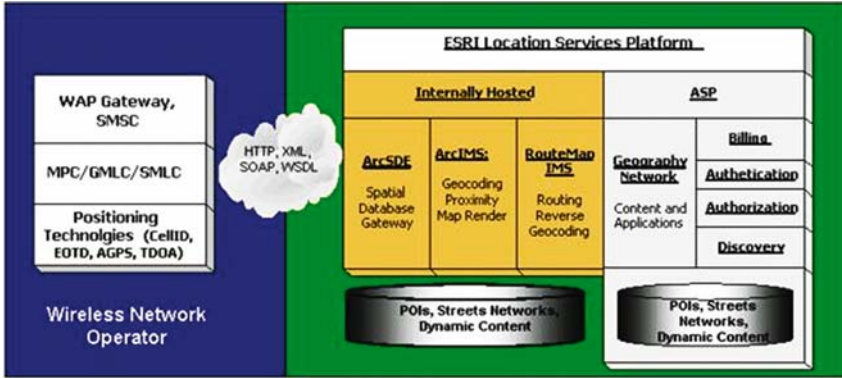 ESRI Location Services Platform
Internally Hosted
ASP
WAP Gateway,
SMSC
MPC/GMLC/SMLC
Positioning
Technolgies (CellID,
EOTD, AGPS, TDOA)
Wireless Network
Operator
HTTP, XML,
SOAP, WSDL
ArcSDE
Spatial
Database
Gateway
ArcIMS:
Geocoding
Proximity
Map Render
RouteMap
IMS
Routing
Reverse
Geocoding
Geography
Network
Content and
Applications
Billing
Authetication
Authorization
Discovery
POIs, Streets Networks,
Dynamic Content
POIs, Streets
Networks,
Dynamic Content